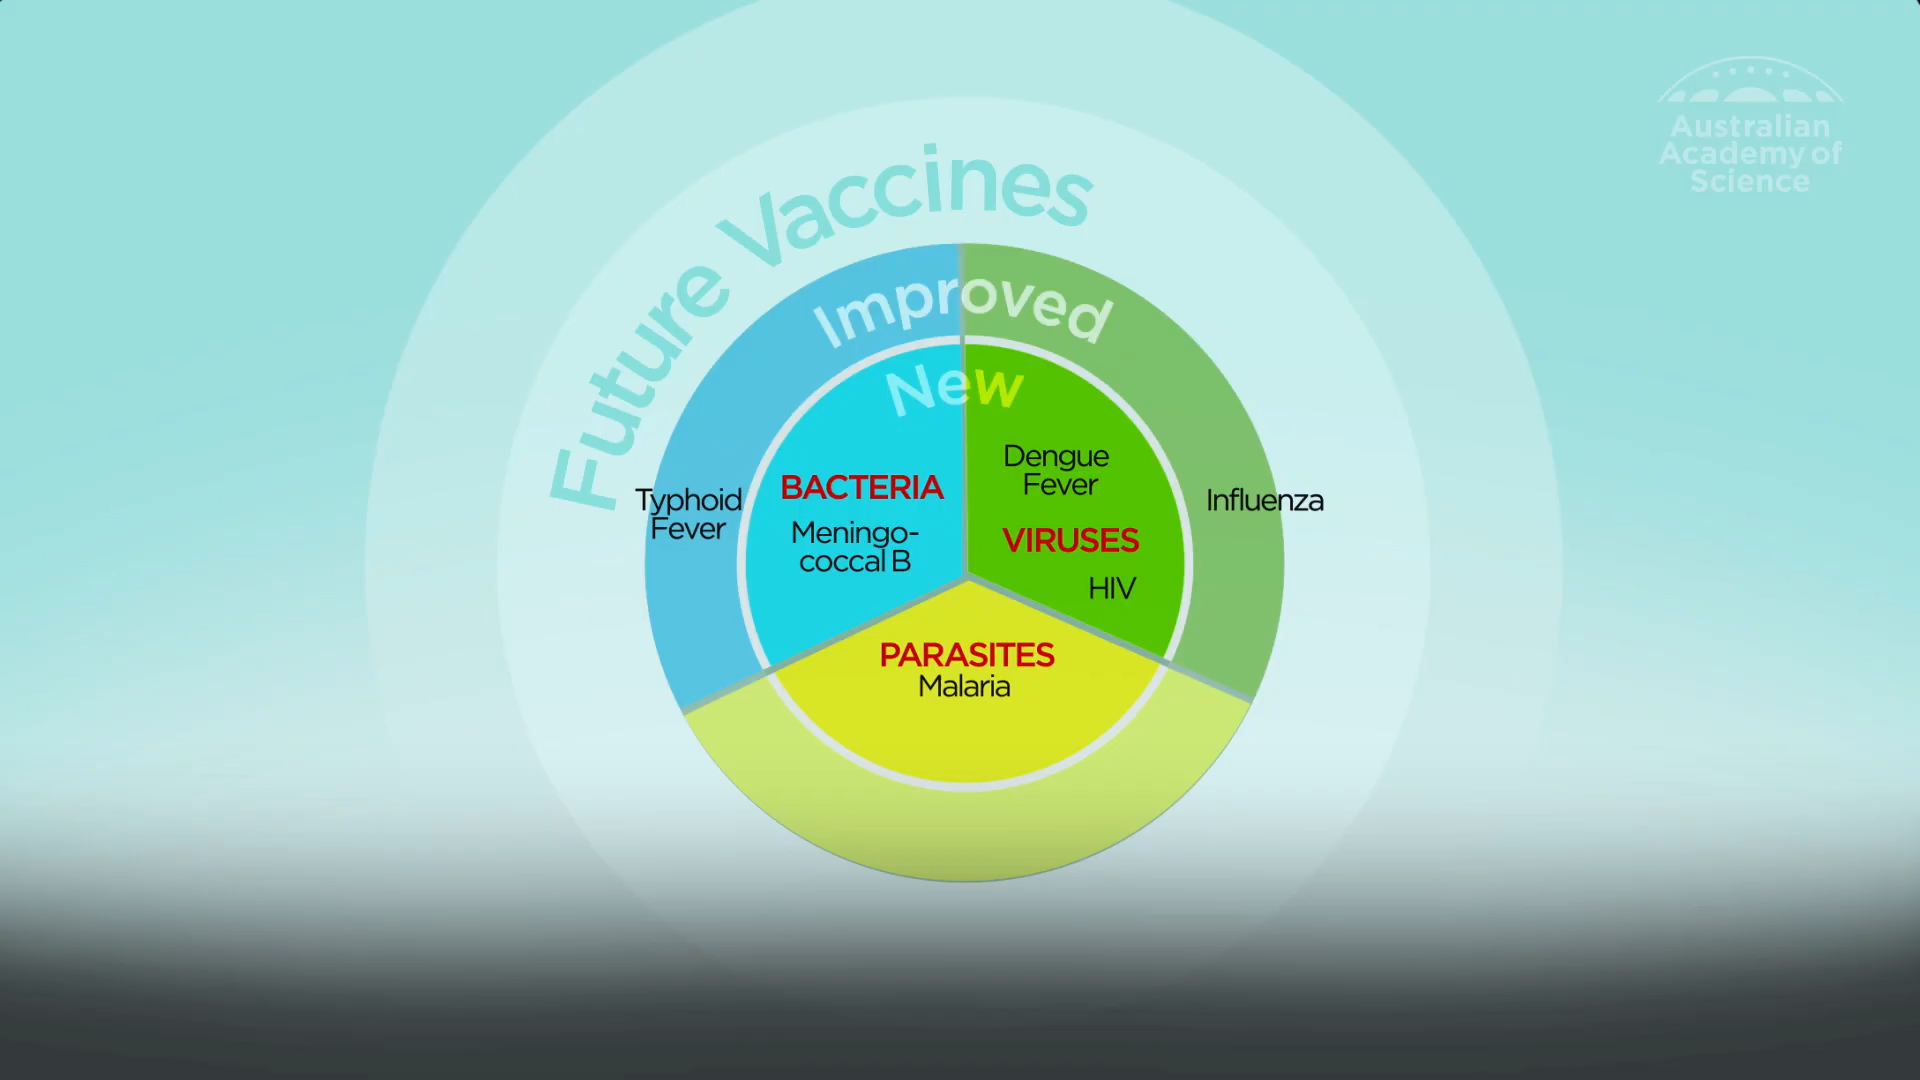 Australian
Academy of
Science
Future Vaccines
Improved
New
Typhoid
Fever
BACTERIA
Meningo-
coccal B
Dengue
Fever
VIRUSES
HIV
Influenza
PARASITES
Malaria